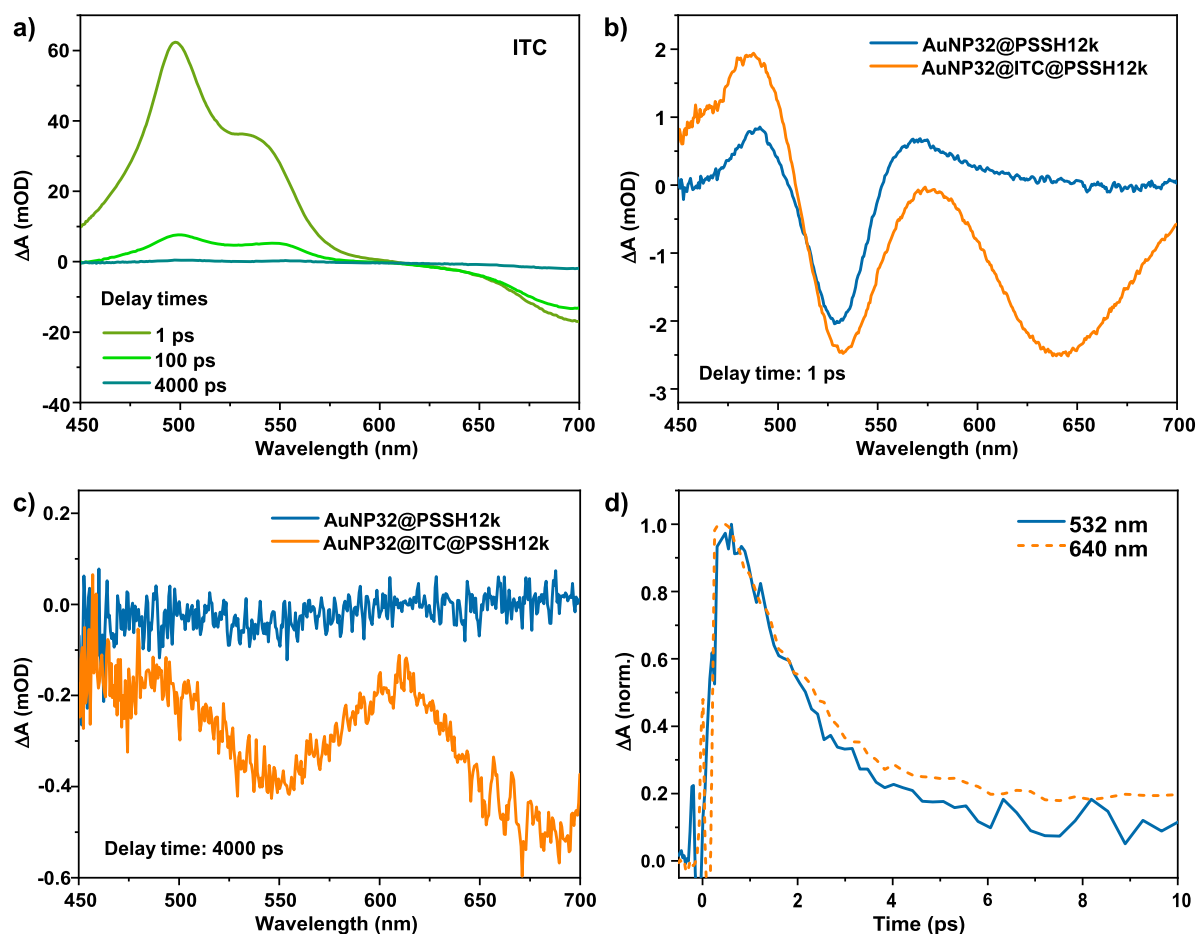 a)
ITC
ΔA (mOD)
60
40
20
0
-20
-40
Delay times
1 ps
100 ps
4000 ps
450 500 550 600 650 700
Wavelength (nm)
b)
AuNP32@PSSH12k
AuNP32@ITC@PSSH12k
ΔA (mOD)
2
1
0
-1
-2
-3
Delay time: 1 ps
450 500 550 600 650 700
Wavelength (nm)
c)
AuNP32@PSSH12k
AuNP32@ITC@PSSH12k
ΔA (mOD)
0.2
0.0
-0.2
-0.4
-0.6
Delay time: 4000 ps
450 500 550 600 650 700
Wavelength (nm)
d)
532 nm
640 nm
ΔA (norm.)
1.0
0.8
0.6
0.4
0.2
0.0
0 2 4 6 8 10
Time (ps)